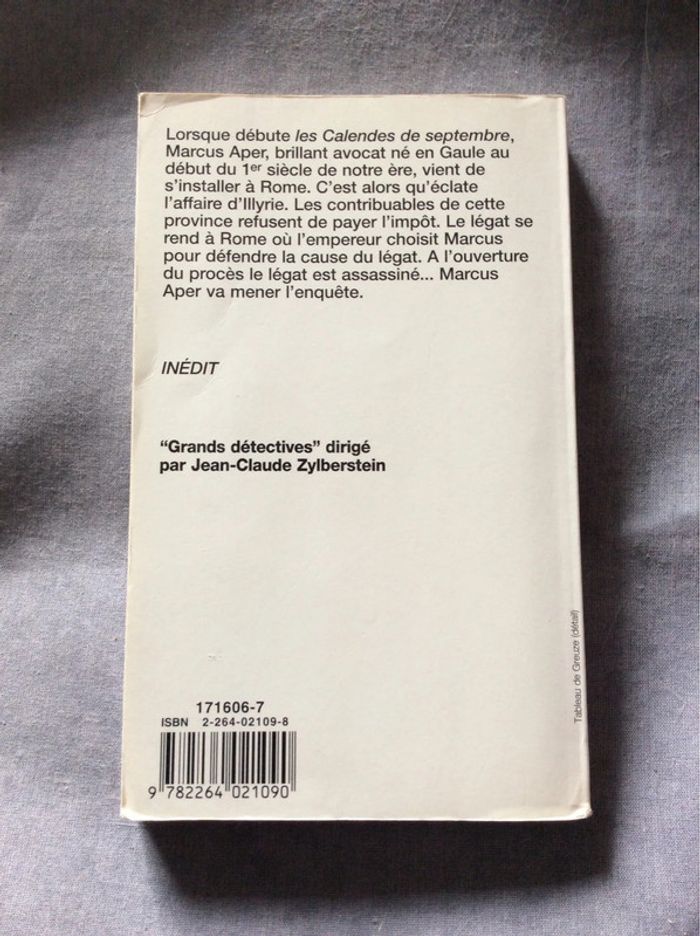 Lorsque débute les Calendes de septembre,
Marcus Aper, brillant avocat né en Gaule au
début du 1er siècle de notre ère, vient de
s'installer à Rome. C'est alors qu'éclate
l'affaire d'Illyrie. Les contribuables de cette
province refusent de payer l'impôt. Le légat se
rend à Rome où l'empereur choisit Marcus
pour défendre la cause du légat. A l'ouverture
du procès le légat est assassiné... Marcus
Aper va mener l'enquête.
INÉDIT
“Grands détectives” dirigé
par Jean-Claude Zylberstein
Tableau de Greuze (détail)
171606-7
ISBN 2-264-02109-8
9 782264 021090